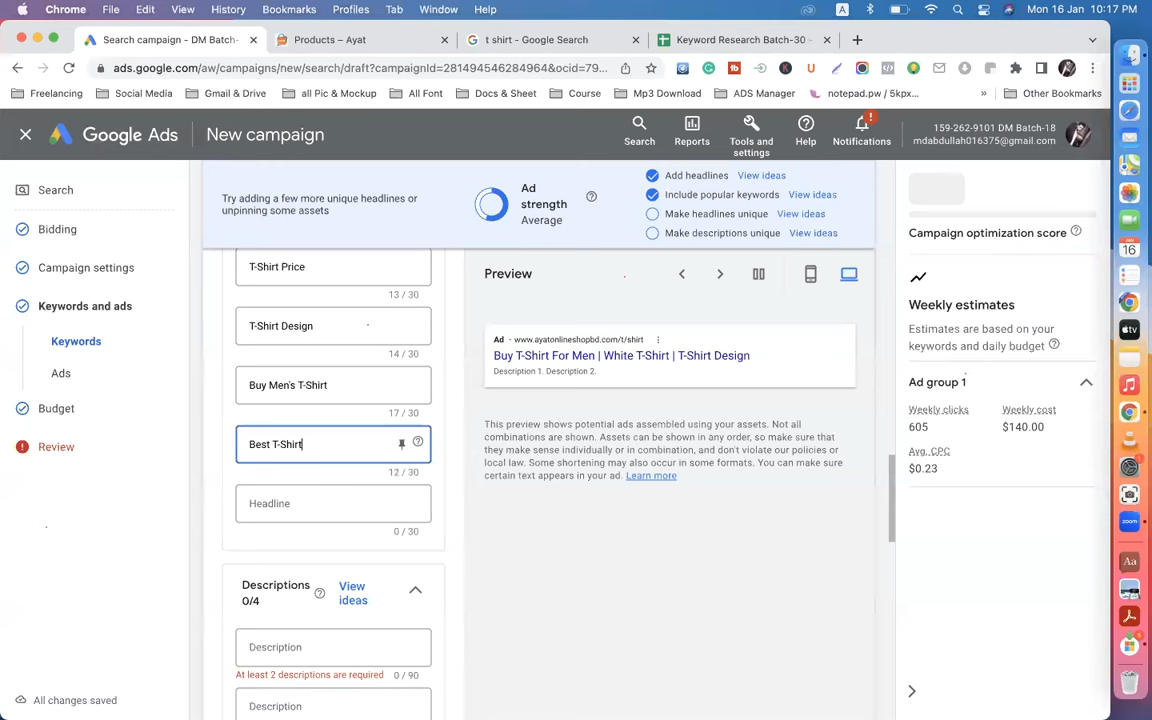 Chrome File Edit View History Bookmarks Profiles Tab Window Help A Mon 16 Jan 10:17 PM
Search campaign - DM Batch- Products – Ayat t shirt - Google Search Keyword Research Batch-30 -
ads.google.com/aw/campaigns/new/search/draft?campaignId=281494546284964&ocid=79...
Freelancing Social Media Gmail & Drive all Pic & Mockup All Font Docs & Sheet Course Mp3 Download ADS Manager notepad.pw / 5kpx... » Other Bookmarks
Google Ads New campaign
Search Reports Tools and settings Help Notifications
159-262-9101 DM Batch-18
mdabdullah016375@gmail.com
Search
Bidding
Campaign settings
Keywords and ads
Keywords
Ads
Budget
Review
All changes saved
Try adding a few more unique headlines or
unpinning some assets
Ad
strength
Average
Add headlines View ideas
Include popular keywords View ideas
Make headlines unique View ideas
Make descriptions unique View ideas
T-Shirt Price
13 / 30
T-Shirt Design
14 / 30
Buy Men's T-Shirt
17 / 30
Best T-Shirt
12 / 30
Headline
0 / 30
Descriptions
0/4
View
ideas
Description
At least 2 descriptions are required 0 / 90
Description
Preview
Ad · www.ayatonlineshopbd.com/t/shirt
Buy T-Shirt For Men | White T-Shirt | T-Shirt Design
Description 1. Description 2.
This preview shows potential ads assembled using your assets. Not all
combinations are shown. Assets can be shown in any order, so make sure that
they make sense individually or in combination, and don't violate our policies or
local law. Some shortening may also occur in some formats. You can make sure
certain text appears in your ad. Learn more
Campaign optimization score
Weekly estimates
Estimates are based on your
keywords and daily budget
Ad group 1
Weekly clicks Weekly cost
605 $140.00
Avg. CPC
$0.23